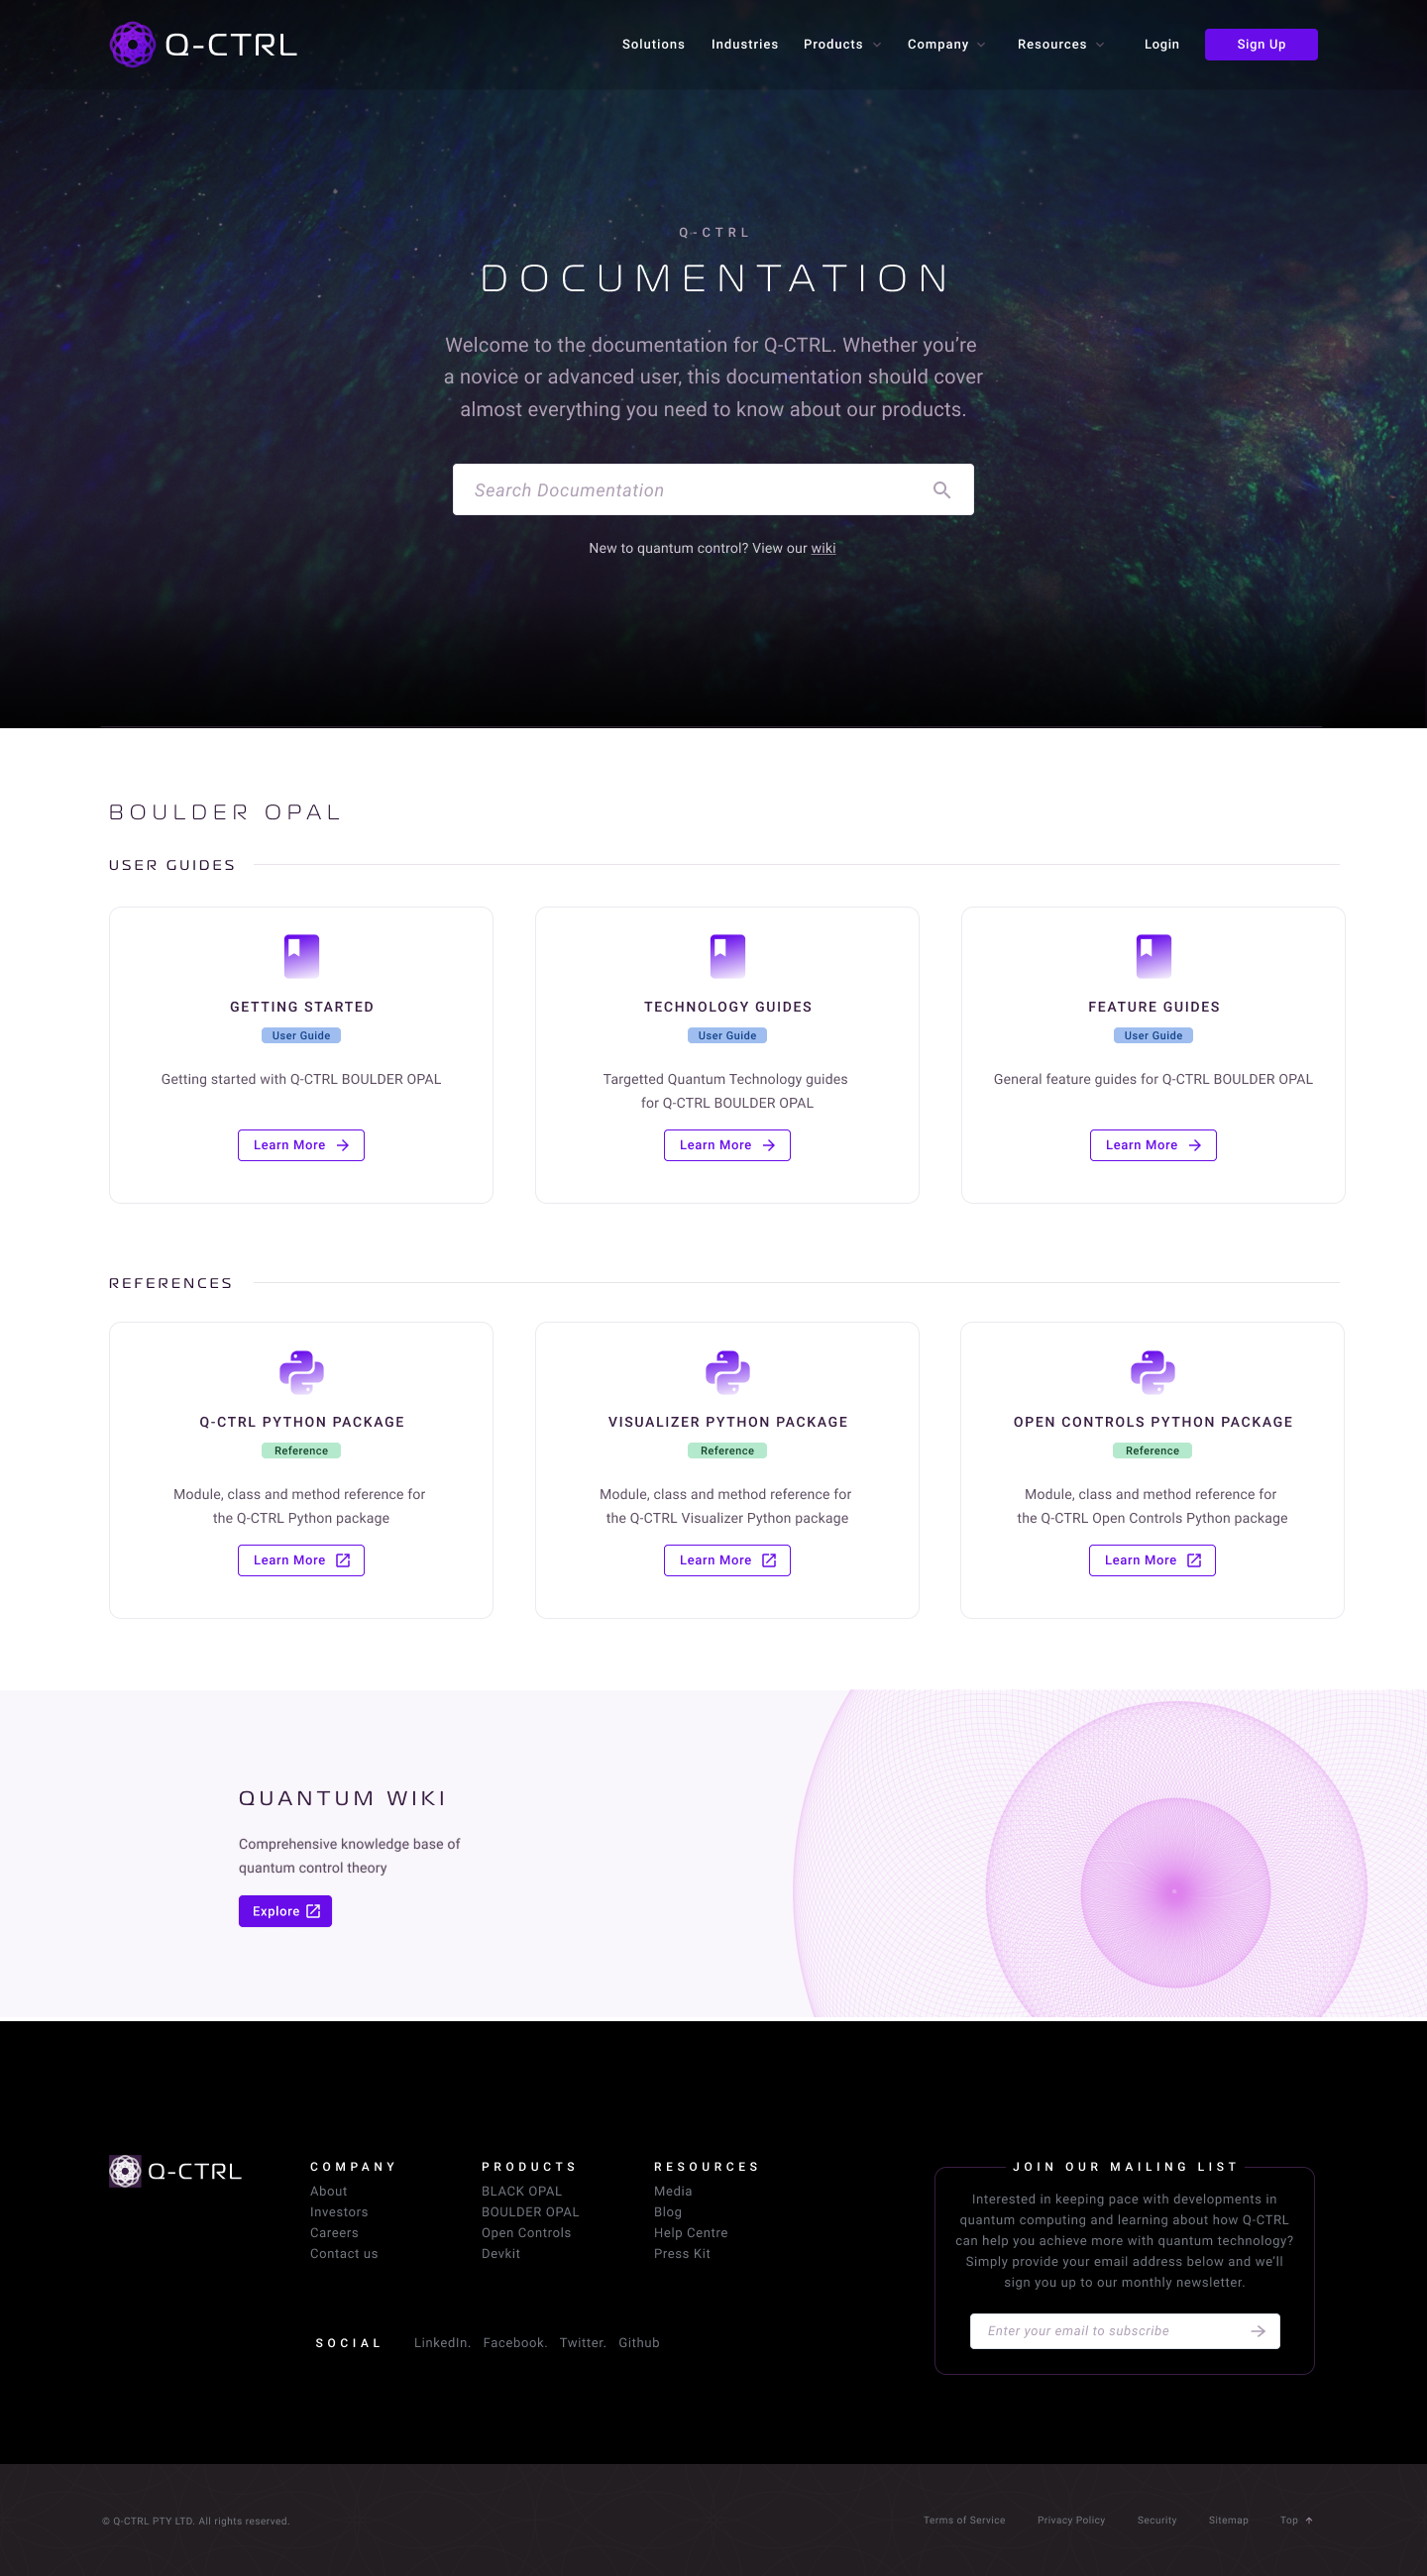 Q-CTRL
Solutions Industries Products Company Resources Login Sign Up
Q-CTRL
DOCUMENTATION
Welcome to the documentation for Q-CTRL. Whether you’re
a novice or advanced user, this documentation should cover
almost everything you need to know about our products.
Search Documentation
New to quantum control? View our wiki
BOULDER OPAL
USER GUIDES
GETTING STARTED
User Guide
Getting started with Q-CTRL BOULDER OPAL
Learn More
TECHNOLOGY GUIDES
User Guide
Targetted Quantum Technology guides
for Q-CTRL BOULDER OPAL
Learn More
FEATURE GUIDES
User Guide
General feature guides for Q-CTRL BOULDER OPAL
Learn More
REFERENCES
Q-CTRL PYTHON PACKAGE
Reference
Module, class and method reference for
the Q-CTRL Python package
Learn More
VISUALIZER PYTHON PACKAGE
Reference
Module, class and method reference for
the Q-CTRL Visualizer Python package
Learn More
OPEN CONTROLS PYTHON PACKAGE
Reference
Module, class and method reference for
the Q-CTRL Open Controls Python package
Learn More
QUANTUM WIKI
Comprehensive knowledge base of
quantum control theory
Explore
Q-CTRL
COMPANY
About
Investors
Careers
Contact us
PRODUCTS
BLACK OPAL
BOULDER OPAL
Open Controls
Devkit
RESOURCES
Media
Blog
Help Centre
Press Kit
SOCIAL LinkedIn. Facebook. Twitter. Github
JOIN OUR MAILING LIST
Interested in keeping pace with developments in
quantum computing and learning about how Q-CTRL
can help you achieve more with quantum technology?
Simply provide your email address below and we’ll
sign you up to our monthly newsletter.
Enter your email to subscribe
© Q-CTRL PTY LTD. All rights reserved.
Terms of Service Privacy Policy Security Sitemap Top